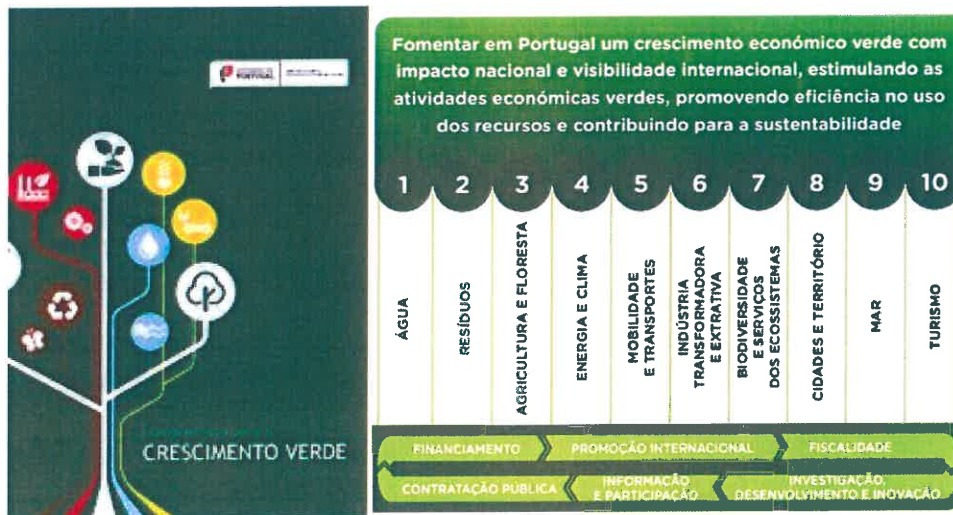 PORTUGAL
CRESCIMENTO VERDE
Fomentar em Portugal um crescimento económico verde com
impacto nacional e visibilidade internacional, estimulando as
atividades económicas verdes, promovendo eficiência no uso
dos recursos e contribuindo para a sustentabilidade
1 2 3 4 5 6 7 8 9 10
ÁGUA
RESÍDUOS
AGRICULTURA E FLORESTA
ENERGIA E CLIMA
MOBILIDADE
E TRANSPORTES
INDÚSTRIA
TRANSFORMADORA
E EXTRATIVA
BIODIVERSIDADE
E SERVIÇOS
DOS ECOSSISTEMAS
CIDADES E TERRITÓRIO
MAR
TURISMO
FINANCIAMENTO
PROMOÇÃO INTERNACIONAL
FISCALIDADE
CONTRATAÇÃO PÚBLICA
INFORMAÇÃO
E PARTICIPAÇÃO
INVESTIGAÇÃO,
DESENVOLVIMENTO E INOVAÇÃO